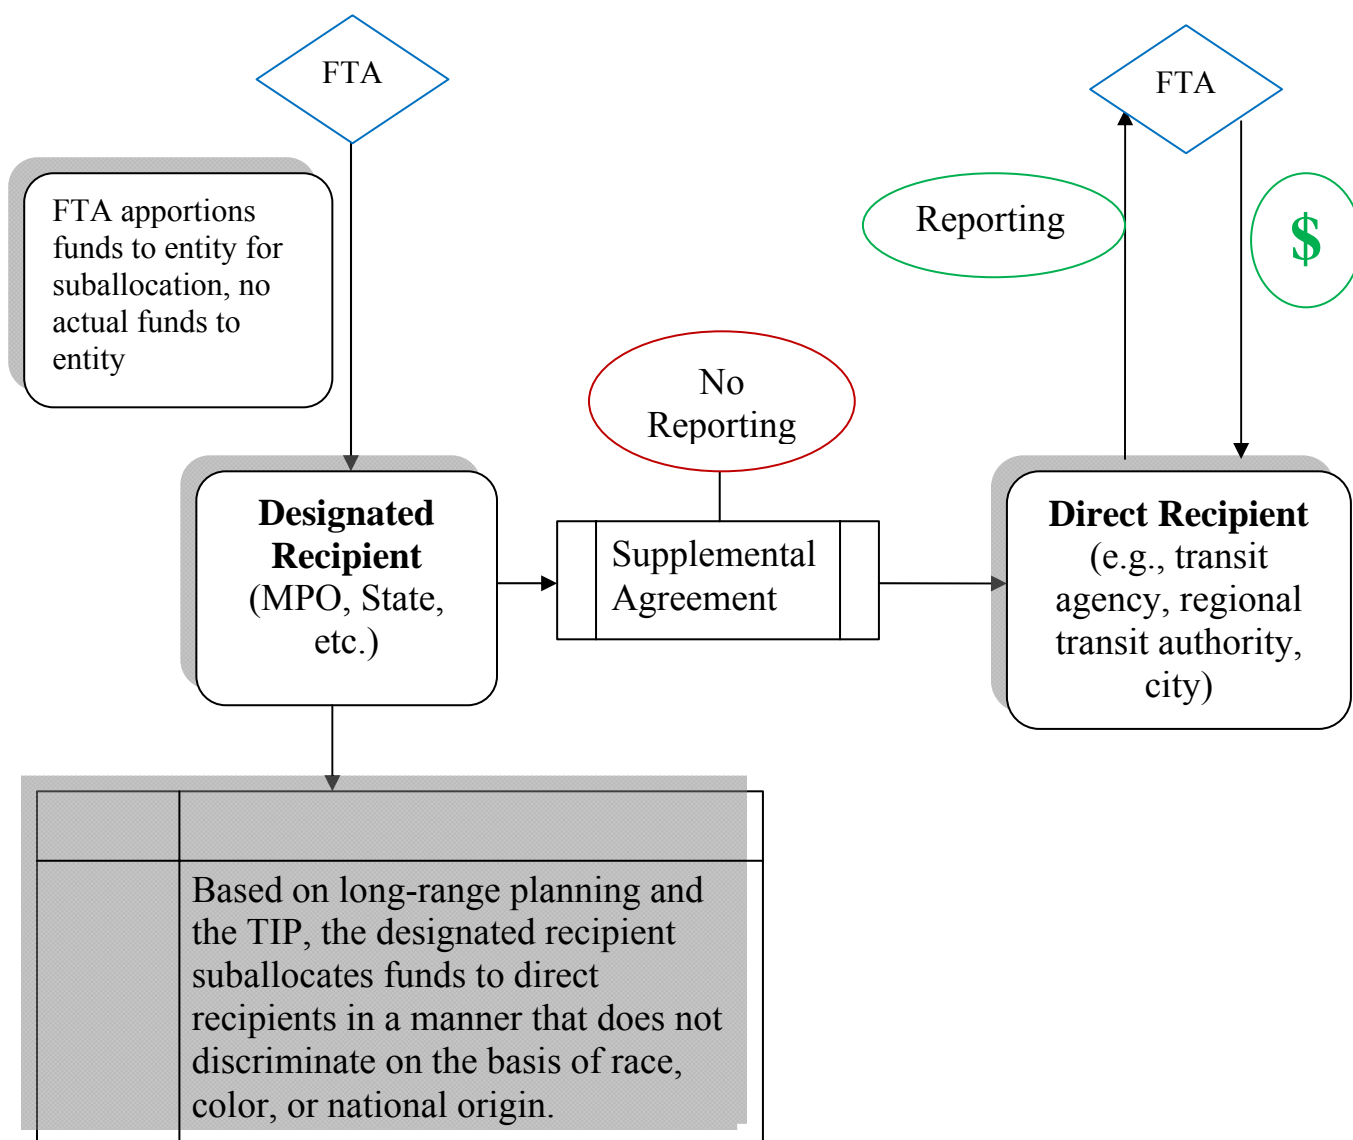 FTA
FTA
FTA apportions
funds to entity for
suballocation, no
actual funds to
entity
Reporting
$
No
Reporting
Designated
Recipient
(MPO, State,
etc.)
Supplemental
Agreement
Direct Recipient
(e.g., transit
agency, regional
transit authority,
city)
Based on long-range planning and
the TIP, the designated recipient
suballocates funds to direct
recipients in a manner that does not
discriminate on the basis of race,
color, or national origin.